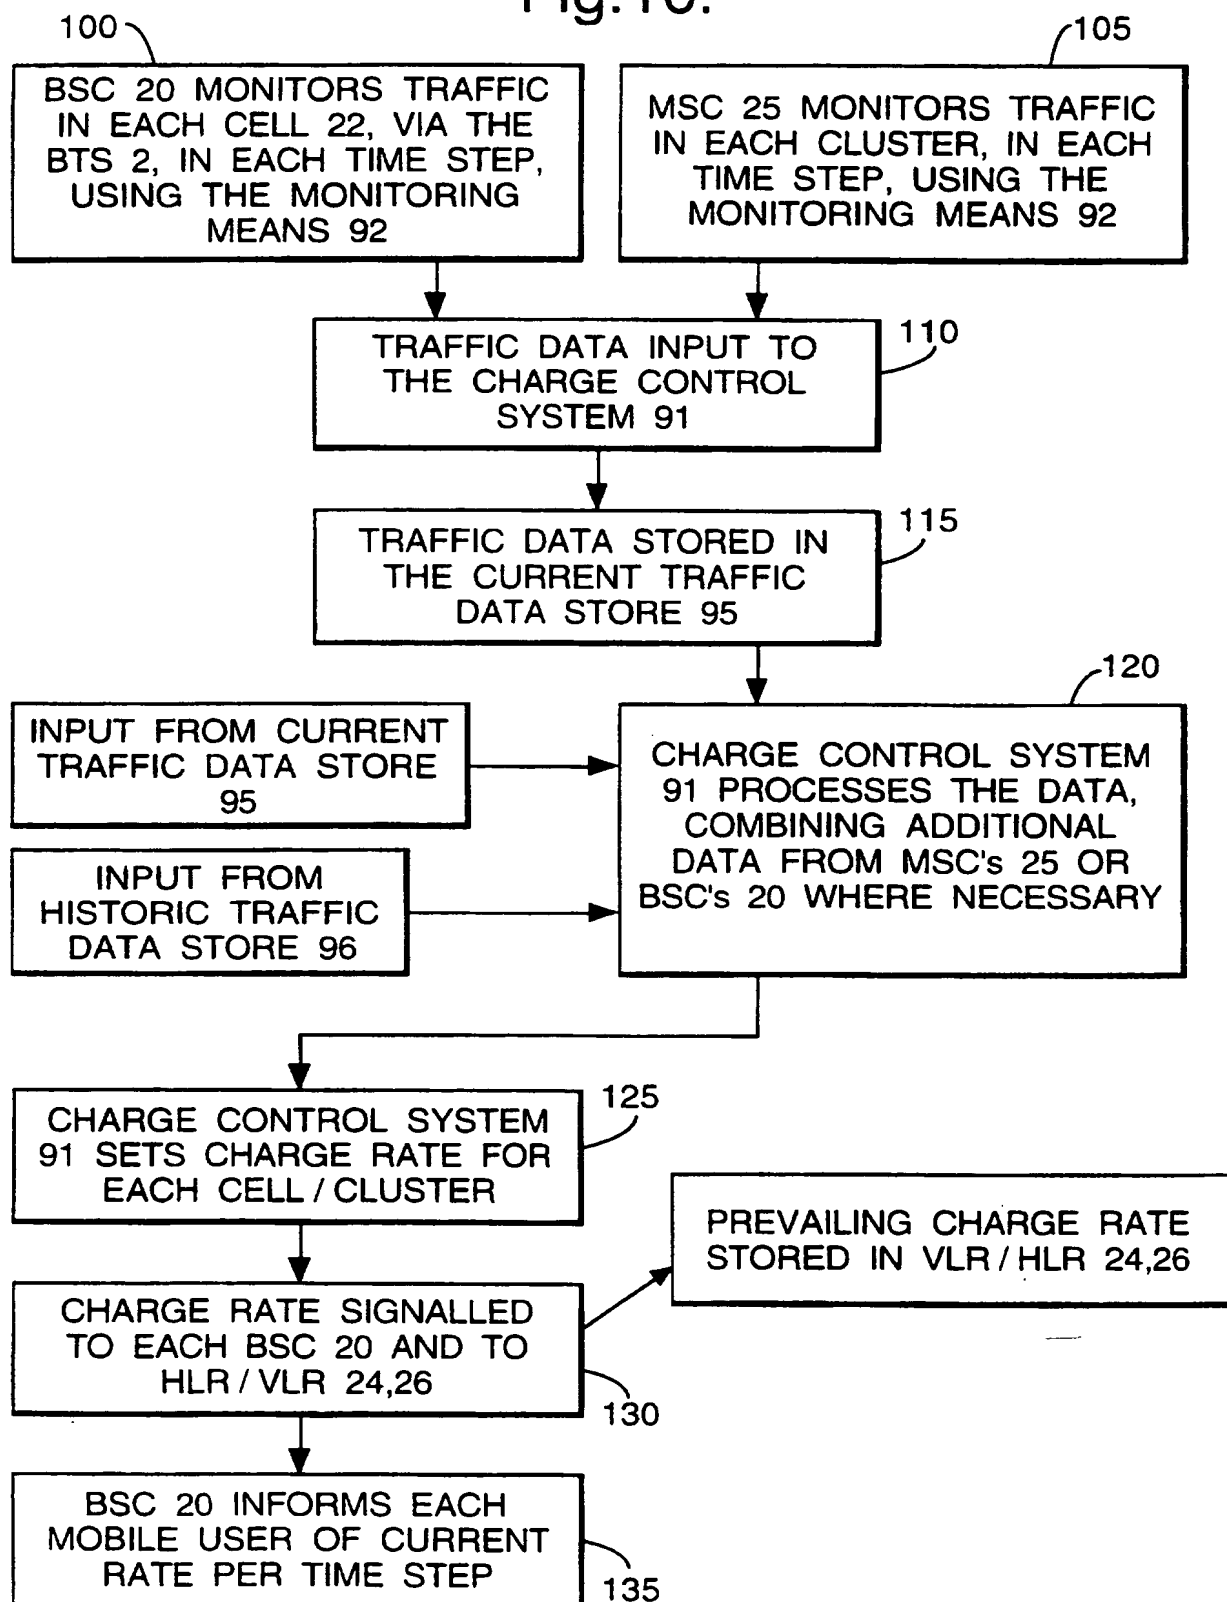 Fig.10.
100
105
BSC 20 MONITORS TRAFFIC
IN EACH CELL 22, VIA THE
BTS 2, IN EACH TIME STEP,
USING THE MONITORING
MEANS 92
MSC 25 MONITORS TRAFFIC
IN EACH CLUSTER, IN EACH
TIME STEP, USING THE
MONITORING MEANS 92
110
TRAFFIC DATA INPUT TO
THE CHARGE CONTROL
SYSTEM 91
115
TRAFFIC DATA STORED IN
THE CURRENT TRAFFIC
DATA STORE 95
120
INPUT FROM CURRENT
TRAFFIC DATA STORE
95
INPUT FROM
HISTORIC TRAFFIC
DATA STORE 96
CHARGE CONTROL SYSTEM
91 PROCESSES THE DATA,
COMBINING ADDITIONAL
DATA FROM MSC's 25 OR
BSC's 20 WHERE NECESSARY
125
CHARGE CONTROL SYSTEM
91 SETS CHARGE RATE FOR
EACH CELL / CLUSTER
PREVAILING CHARGE RATE
STORED IN VLR / HLR 24,26
CHARGE RATE SIGNALLED
TO EACH BSC 20 AND TO
HLR / VLR 24,26
130
BSC 20 INFORMS EACH
MOBILE USER OF CURRENT
RATE PER TIME STEP
135